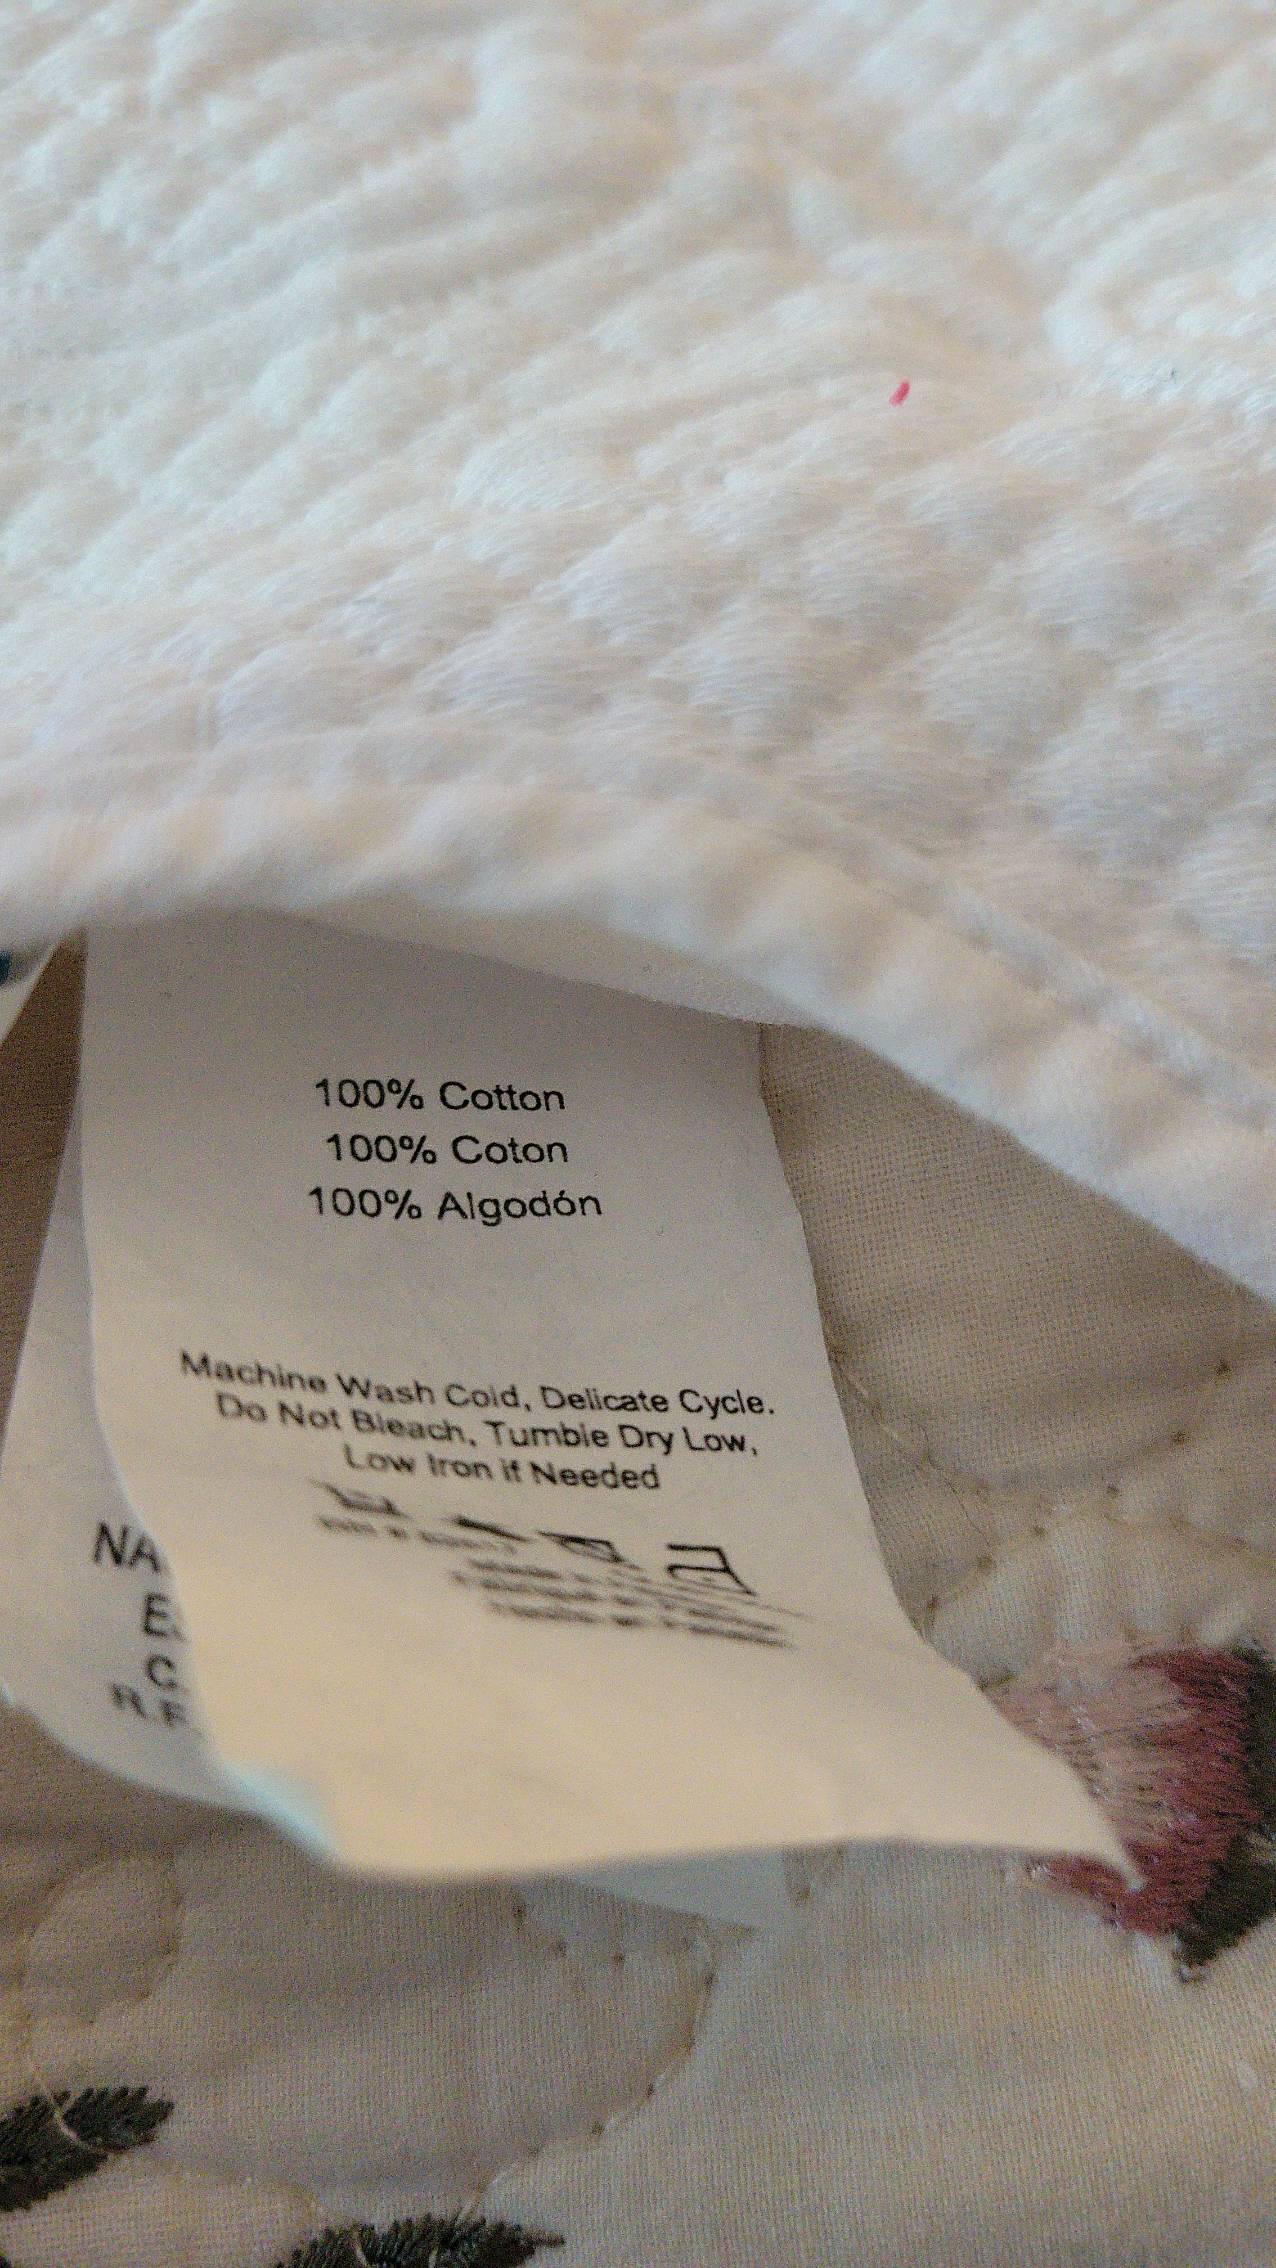 100% Cotton
100% Coton
100% Algodón
Machine Wash Cold, Delicate Cycle.
Do Not Bleach, Tumble Dry Low,
Low Iron if Needed
NA
E
C
R.F